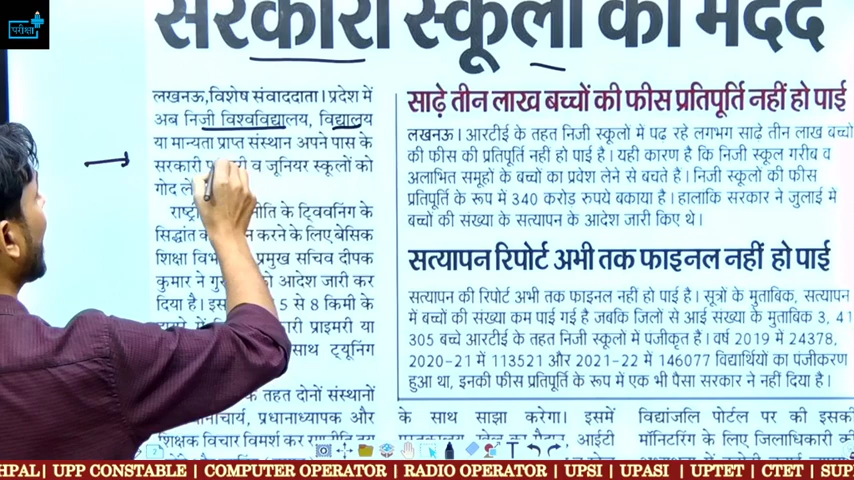 परीक्षा
सरकारी स्कूलों की मदद
लखनऊ, विशेष संवाददाता। प्रदेश में
अब निजी विश्वविद्यालय, विद्यालय
या मान्यता प्राप्त संस्थान अपने पास के
सरकारी व जूनियर स्कूलों को
गोद
के ट्विनिंग के
सिद्धांत करने के लिए बेसिक
शिक्षा प्रमुख सचिव दीपक
कुमार ने आदेश जारी कर
दिया है। 5 से 8 किमी के
प्राइमरी या
साथ ट्यूनिंग
के तहत दोनों संस्थानों
प्रधानाध्यापक और
शिक्षक विचार विमर्श कर
साढ़े तीन लाख बच्चों की फीस प्रतिपूर्ति नहीं हो पाई
लखनऊ। आरटीई के तहत निजी स्कूलों में पढ़ रहे लगभग साढ़े तीन लाख बच्चो
की फीस की प्रतिपूर्ति नहीं हो पाई है। यही कारण है कि निजी स्कूल गरीब व
अलाभित समूहों के बच्चों का प्रवेश लेने से बचते हैं। निजी स्कूलों की फीस
प्रतिपूर्ति के रूप में 340 करोड़ रुपये बकाया है। हालांकि सरकार ने जुलाई में
बच्चों की संख्या के सत्यापन के आदेश जारी किए थे।
सत्यापन रिपोर्ट अभी तक फाइनल नहीं हो पाई
सत्यापन की रिपोर्ट अभी तक फाइनल नहीं हो पाई है। सूत्रों के मुताबिक, सत्यापन
में बच्चों की संख्या कम पाई गई है जबकि जिलों से आई संख्या के मुताबिक 3, 41
305 बच्चे आरटीई के तहत निजी स्कूलों में पंजीकृत है। वर्ष 2019 में 24378,
2020-21 में 113521 और 2021-22 में 146077 विद्यार्थियों का पंजीकरण
हुआ था, इनकी फीस प्रतिपूर्ति के रूप में एक भी पैसा सरकार ने नहीं दिया है।
के साथ साझा करेगा। इसमें
खेल का मैदान, आईटी
विद्यांजलि पोर्टल पर की इसकी
मॉनिटरिंग के लिए जिलाधिकारी की
HPAL| UPP CONSTABLE | COMPUTER OPERATOR | RADIO OPERATOR | UPSI | UPASI | UPTET | CTET | SUP